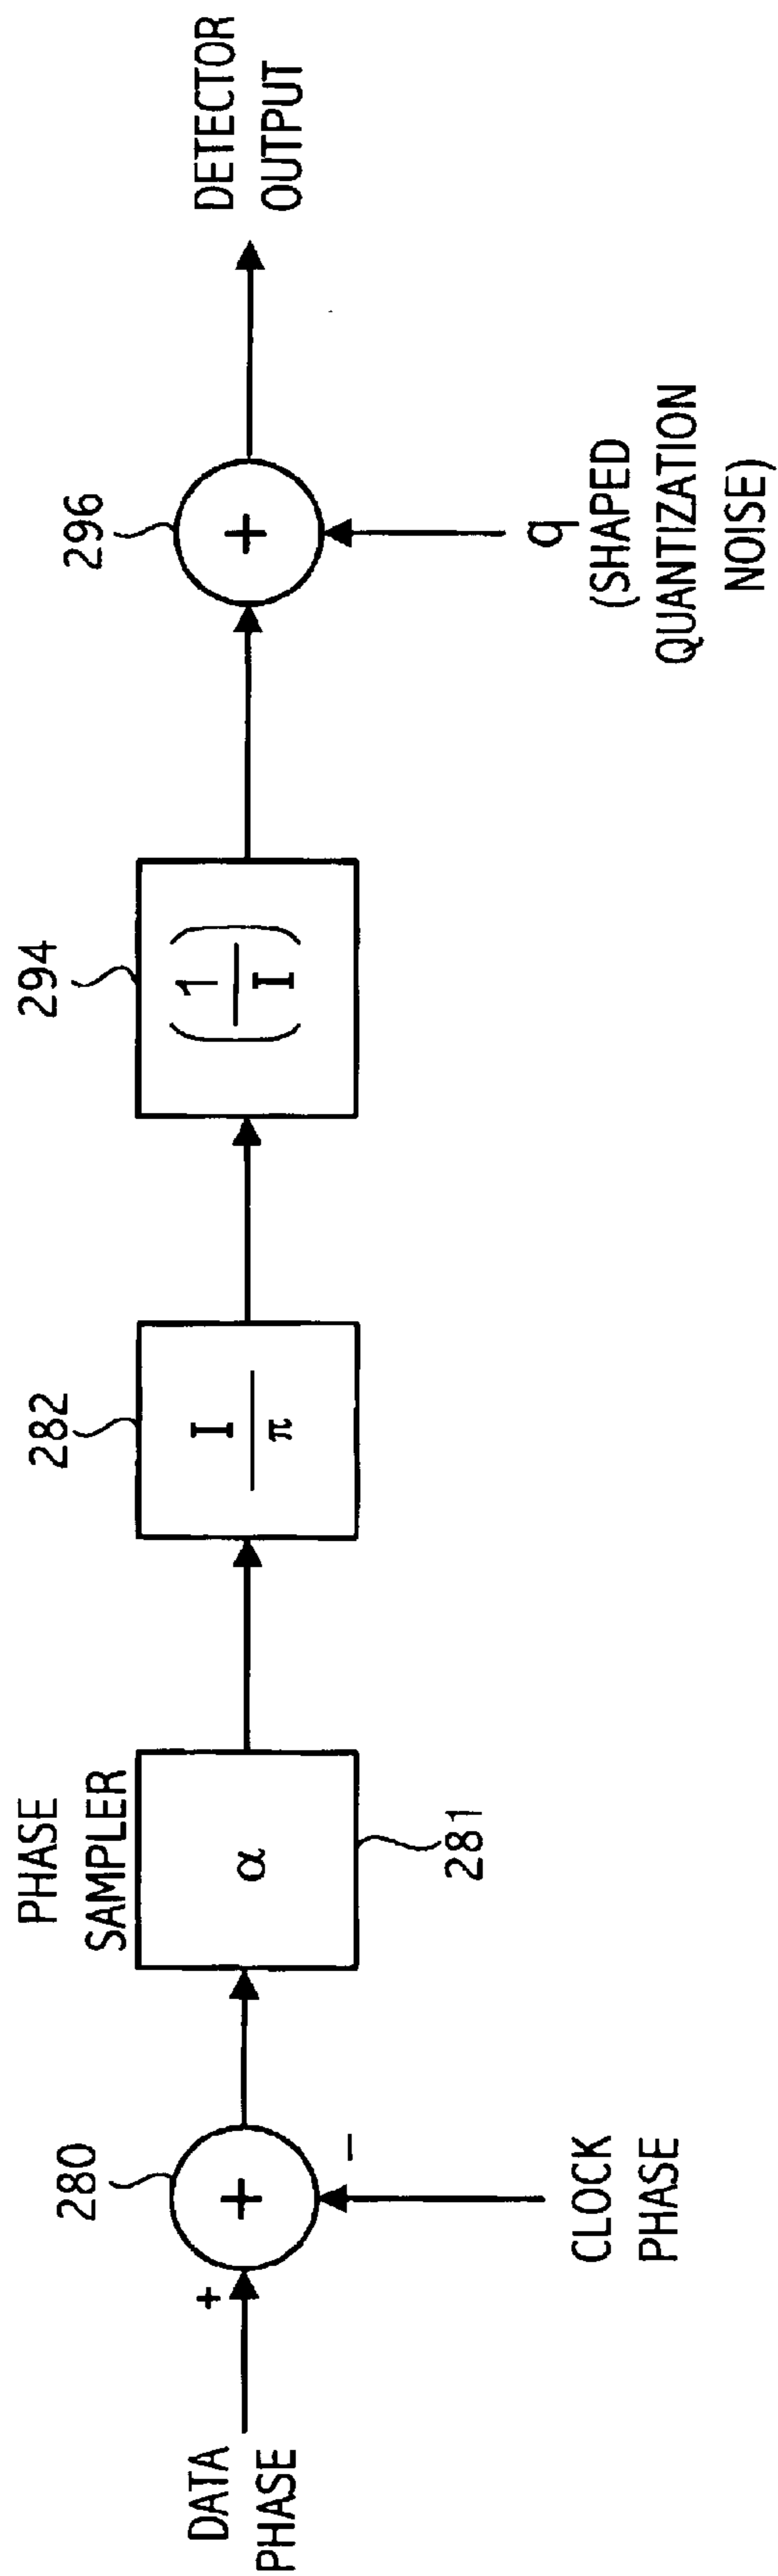 DATA
PHASE
+
280
+
−
CLOCK
PHASE
PHASE
SAMPLER
α
281
282
I
π
294
(1
I)
296
+
q
(SHAPED
QUANTIZATION
NOISE)
DETECTOR
OUTPUT